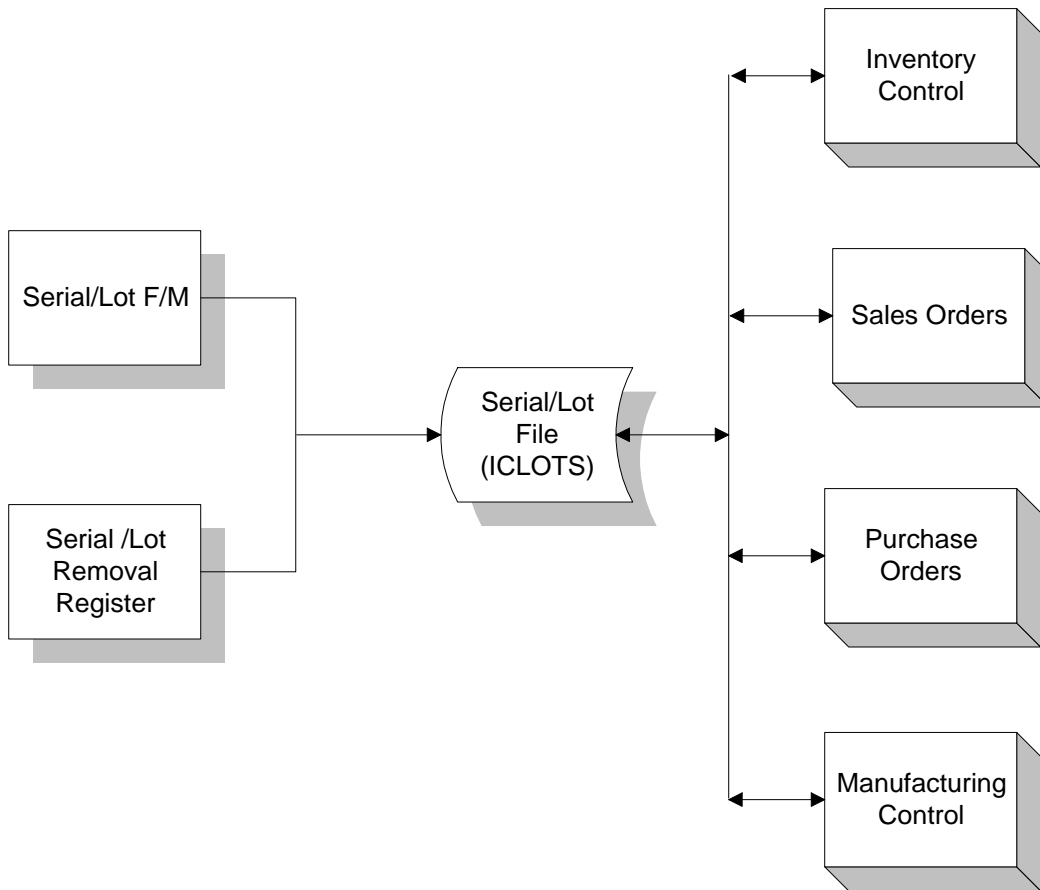 Inventory
Control
Serial/Lot F/M
Sales Orders
Serial/Lot
File
(ICLOTS)
Serial /Lot
Removal
Register
Purchase
Orders
Manufacturing
Control